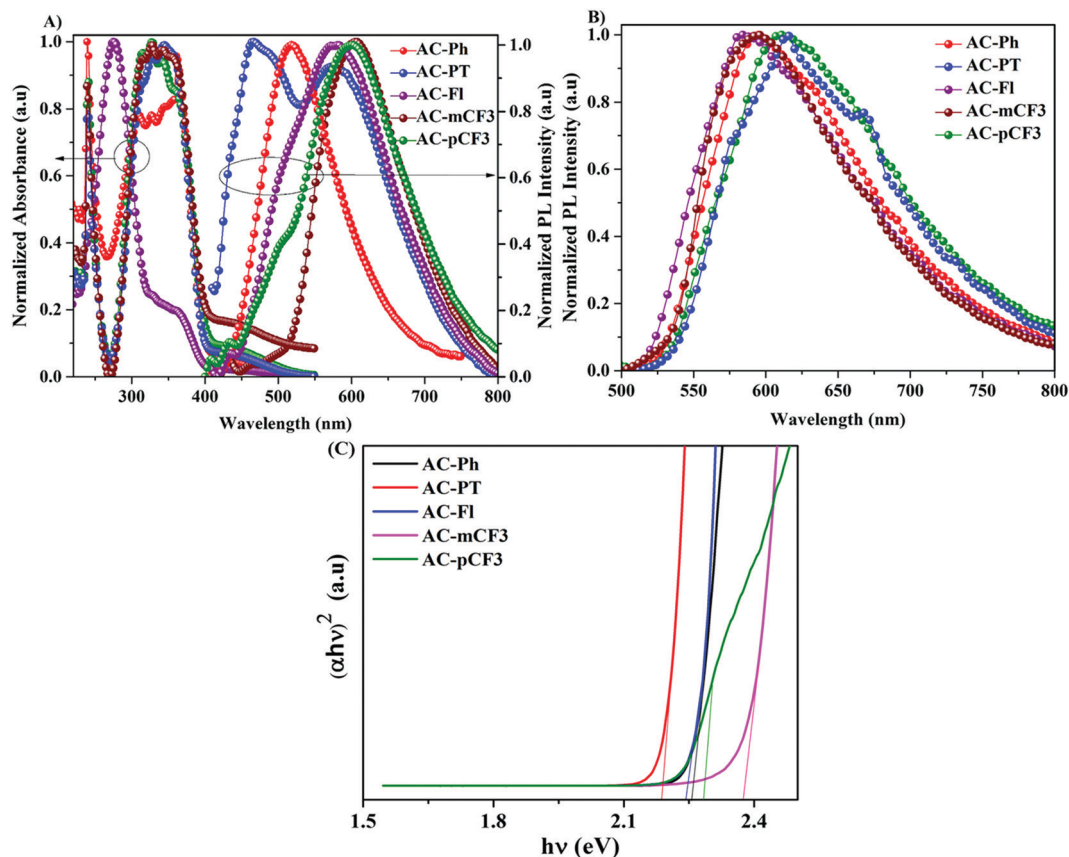 A)
Normalized Absorbance (a.u)
1.0
0.8
0.6
0.4
0.2
0.0
300
400
500
600
700
800
Wavelength (nm)
AC-Ph
AC-PT
AC-Fl
AC-mCF3
AC-pCF3
1.0
0.8
0.6
0.4
0.2
0.0
Normalized PL Intensity (a.u)
B)
Normalized PL Intensity (a.u)
1.0
0.8
0.6
0.4
0.2
0.0
500
550
600
650
700
750
800
Wavelength (nm)
AC-Ph
AC-PT
AC-Fl
AC-mCF3
AC-pCF3
(C)
(αhν)2 (a.u)
AC-Ph
AC-PT
AC-Fl
AC-mCF3
AC-pCF3
1.5
1.8
2.1
2.4
hν (eV)